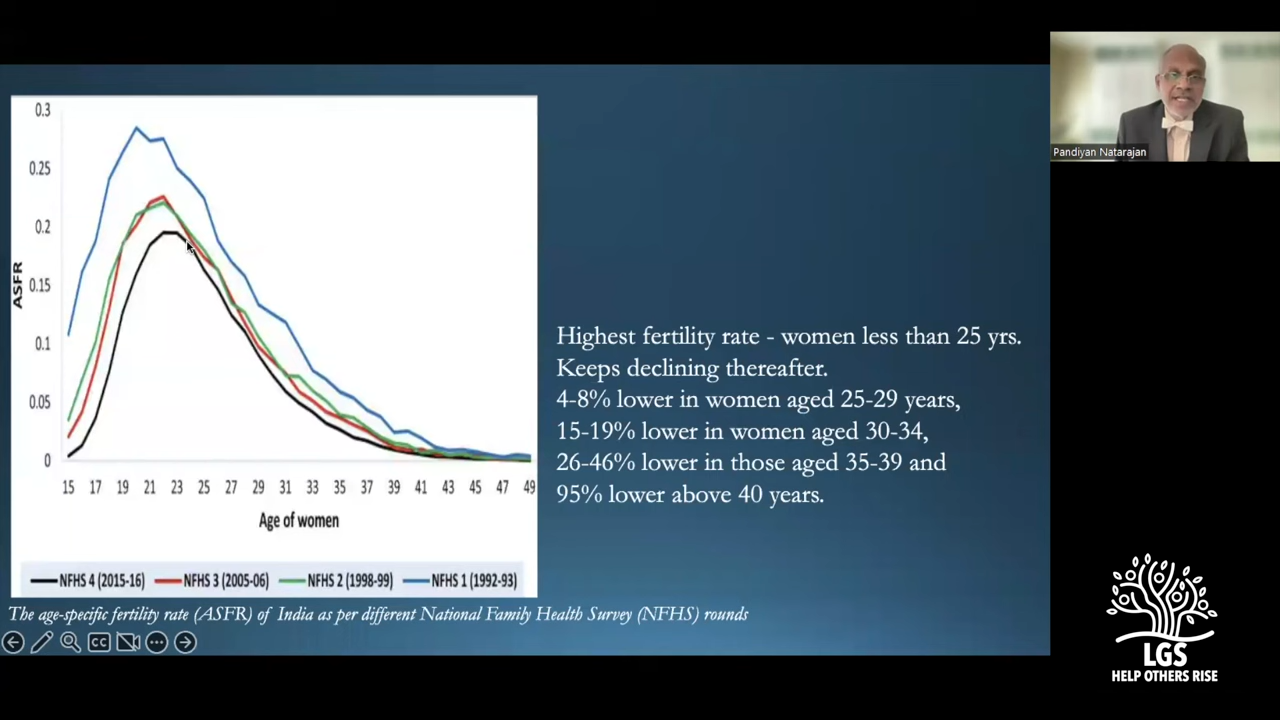 0.3
0.25
0.2
0.15
0.1
0.05
0
ASFR
15 17 19 21 23 25 27 29 31 33 35 37 39 41 43 45 47 49
Age of women
NFHS 4 (2015-16) NFHS 3 (2005-06) NFHS 2 (1998-99) NFHS 1 (1992-93)
The age-specific fertility rate (ASFR) of India as per different National Family Health Survey (NFHS) rounds
Highest fertility rate - women less than 25 yrs.
Keeps declining thereafter.
4-8% lower in women aged 25-29 years,
15-19% lower in women aged 30-34,
26-46% lower in those aged 35-39 and
95% lower above 40 years.
CC
Pandiyan Natarajan
LGS
HELP OTHERS RISE